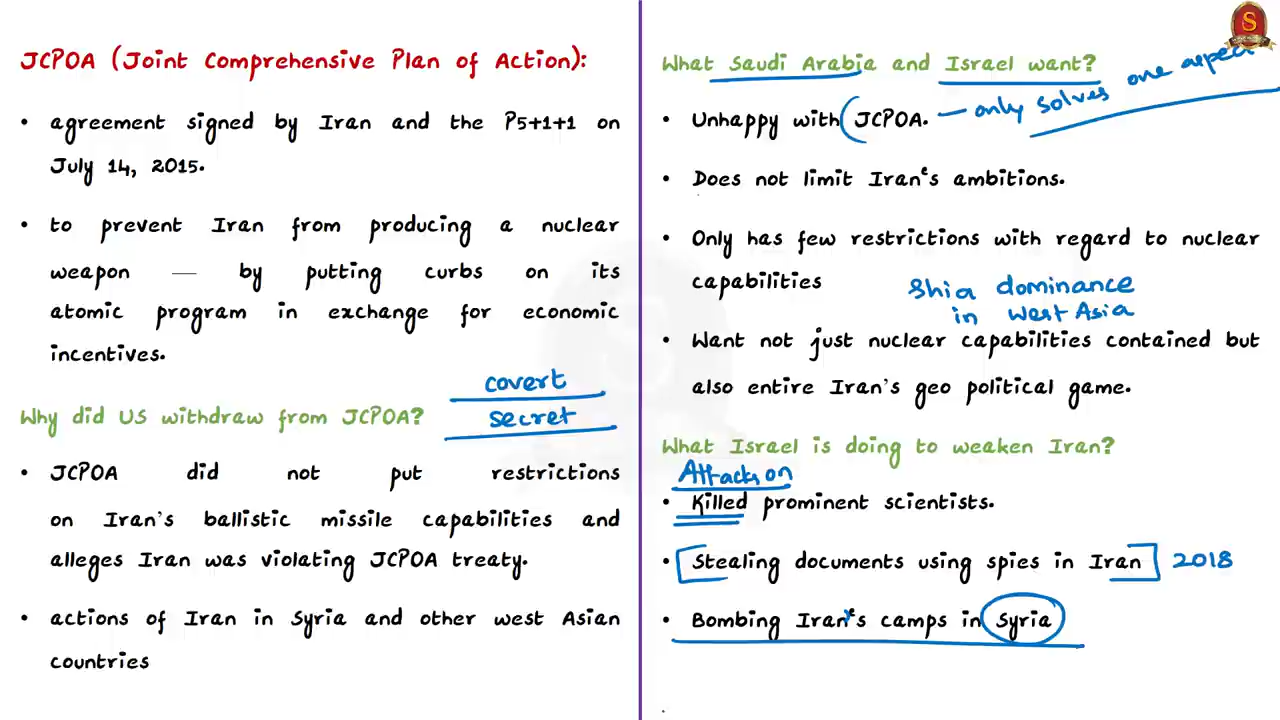 JCPOA (Joint Comprehensive Plan of Action):
• agreement signed by Iran and the P5+1+1 on
July 14, 2015.
• to prevent Iran from producing a nuclear
weapon — by putting curbs on its
atomic program in exchange for economic
incentives.
covert
secret
Why did US withdraw from JCPOA?
• JCPOA did not put restrictions
on Iran's ballistic missile capabilities and
alleges Iran was violating JCPOA treaty.
• actions of Iran in Syria and other west Asian
countries
What Saudi Arabia and Israel want?
• Unhappy with JCPOA. – only solves one aspect
• Does not limit Iran's ambitions.
• Only has few restrictions with regard to nuclear
capabilities
Shia dominance
in West Asia
• Want not just nuclear capabilities contained but
also entire Iran's geo political game.
What Israel is doing to weaken Iran?
Attacks on
• Killed prominent scientists.
• Stealing documents using spies in Iran 2018
• Bombing Iran's camps in Syria